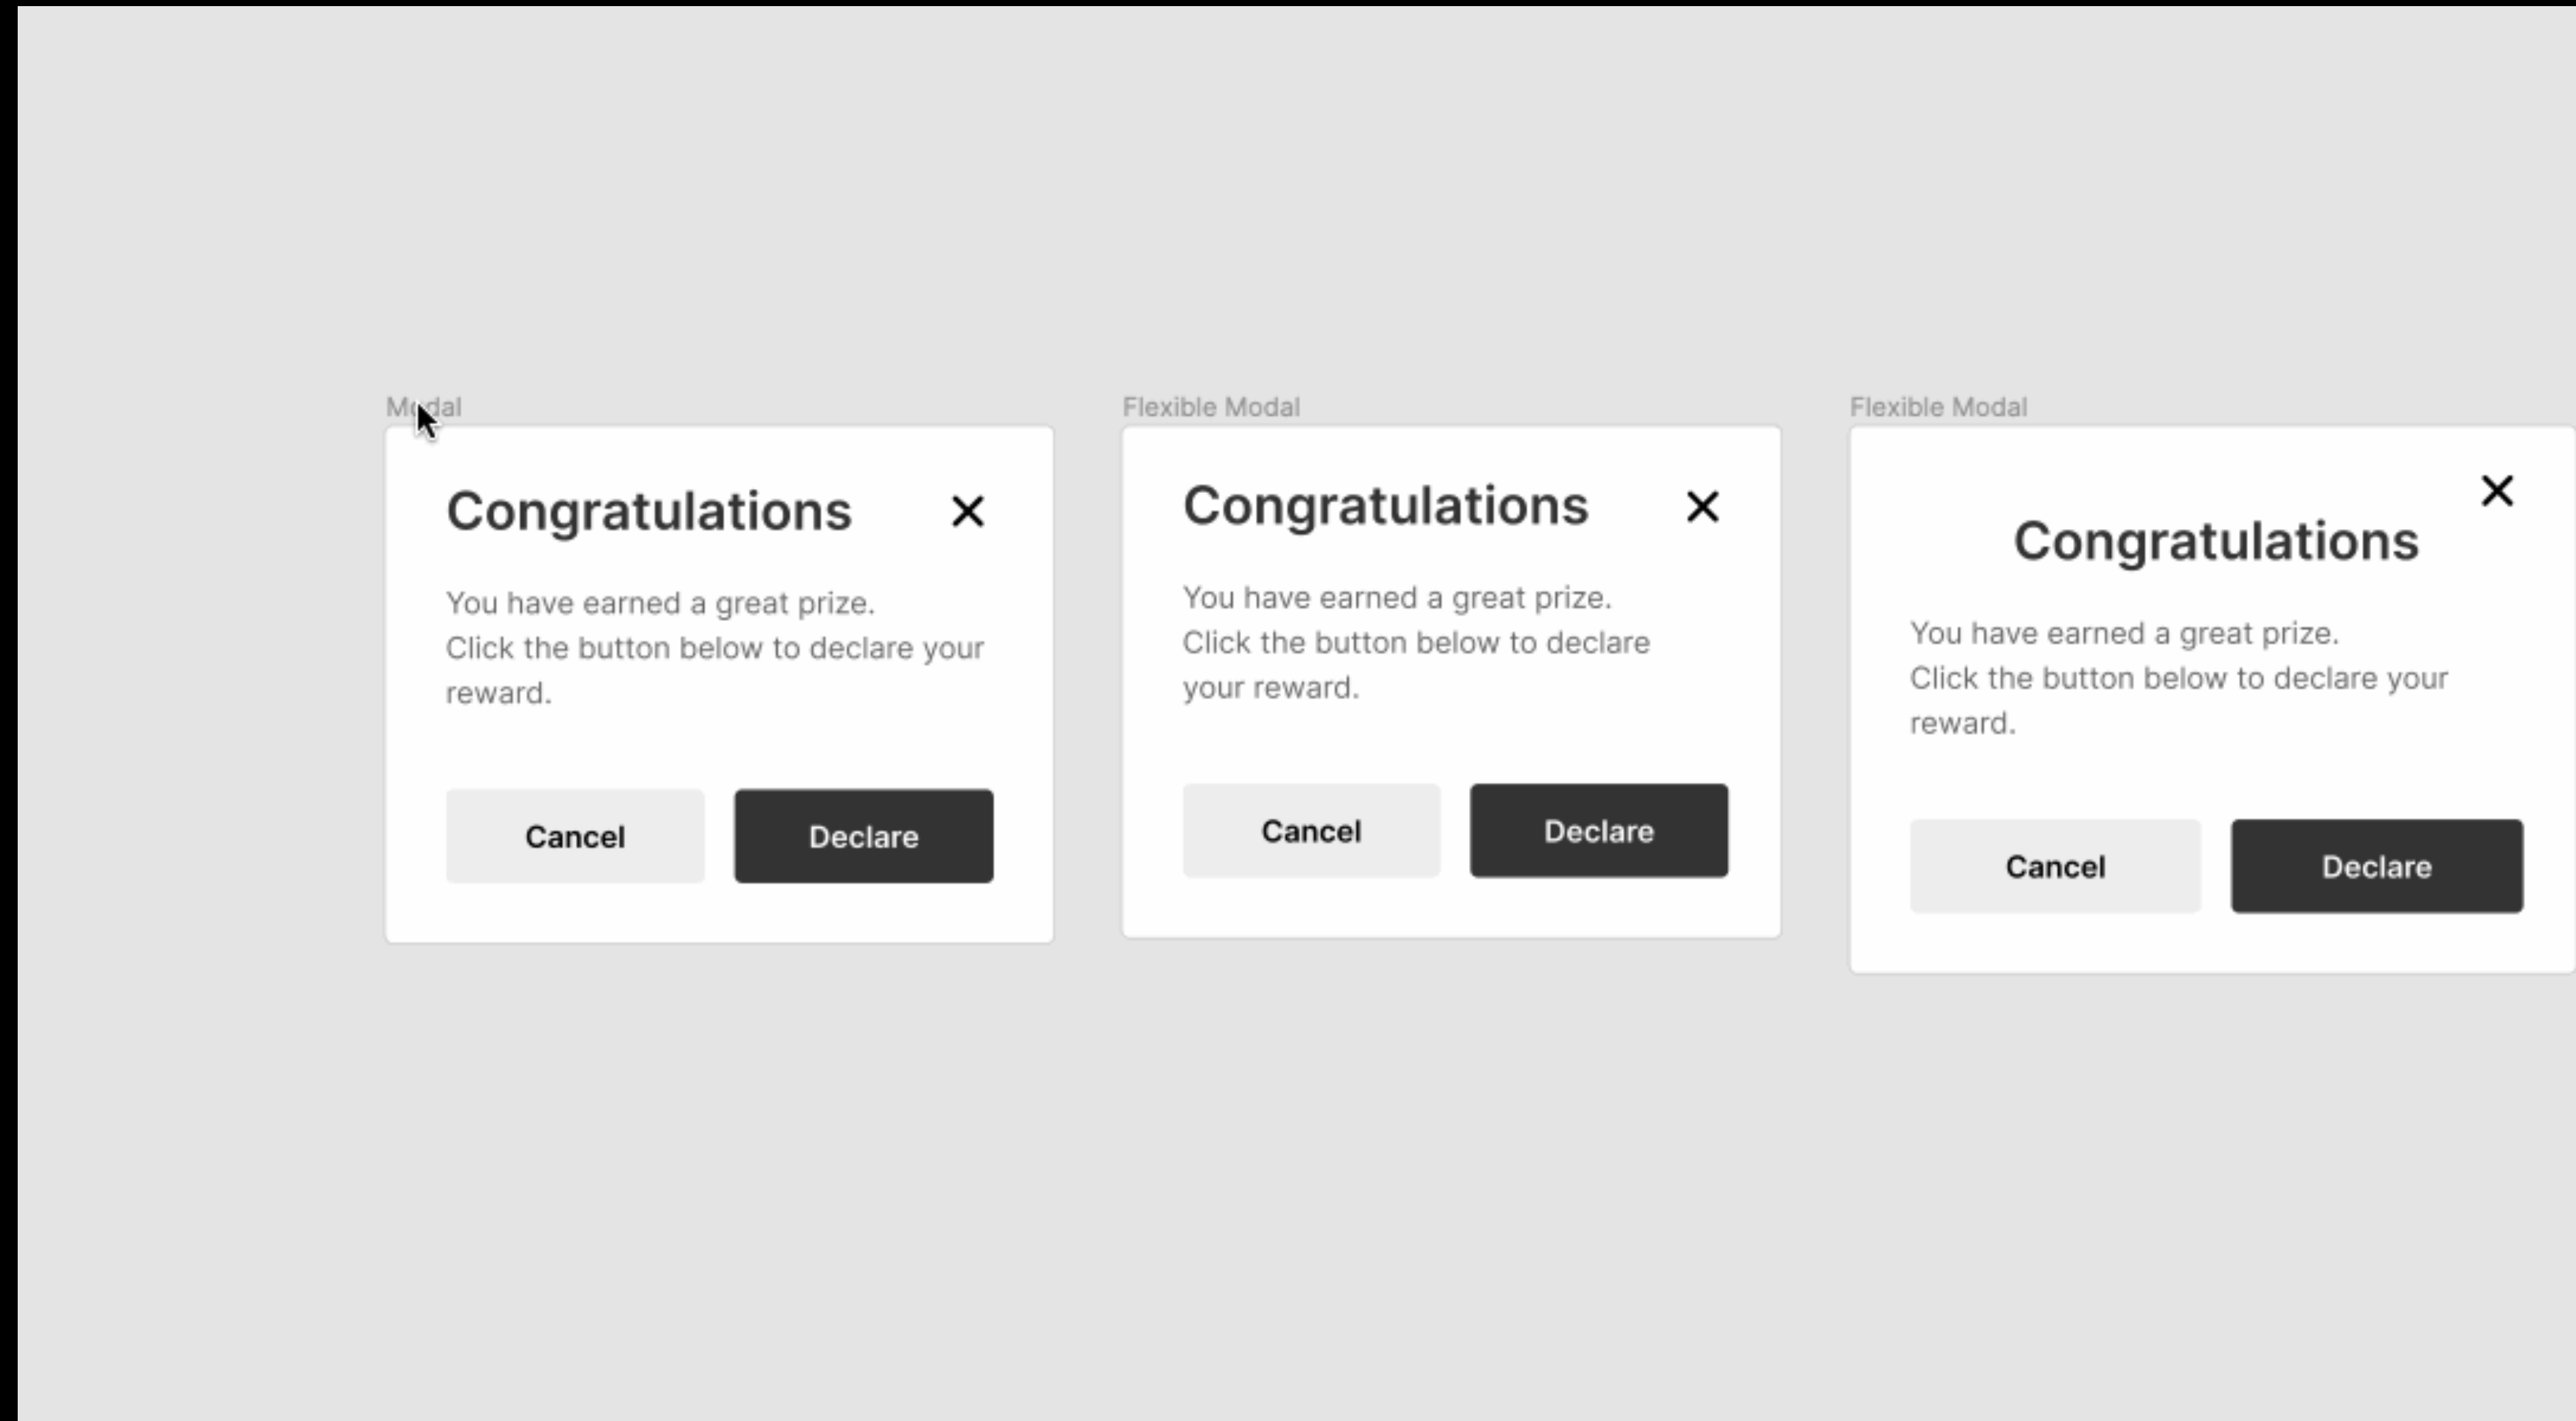 Modal
Congratulations
You have earned a great prize.
Click the button below to declare your
reward.
Cancel
Declare
Flexible Modal
Congratulations
You have earned a great prize.
Click the button below to declare
your reward.
Cancel
Declare
Flexible Modal
Congratulations
You have earned a great prize.
Click the button below to declare your
reward.
Cancel
Declare